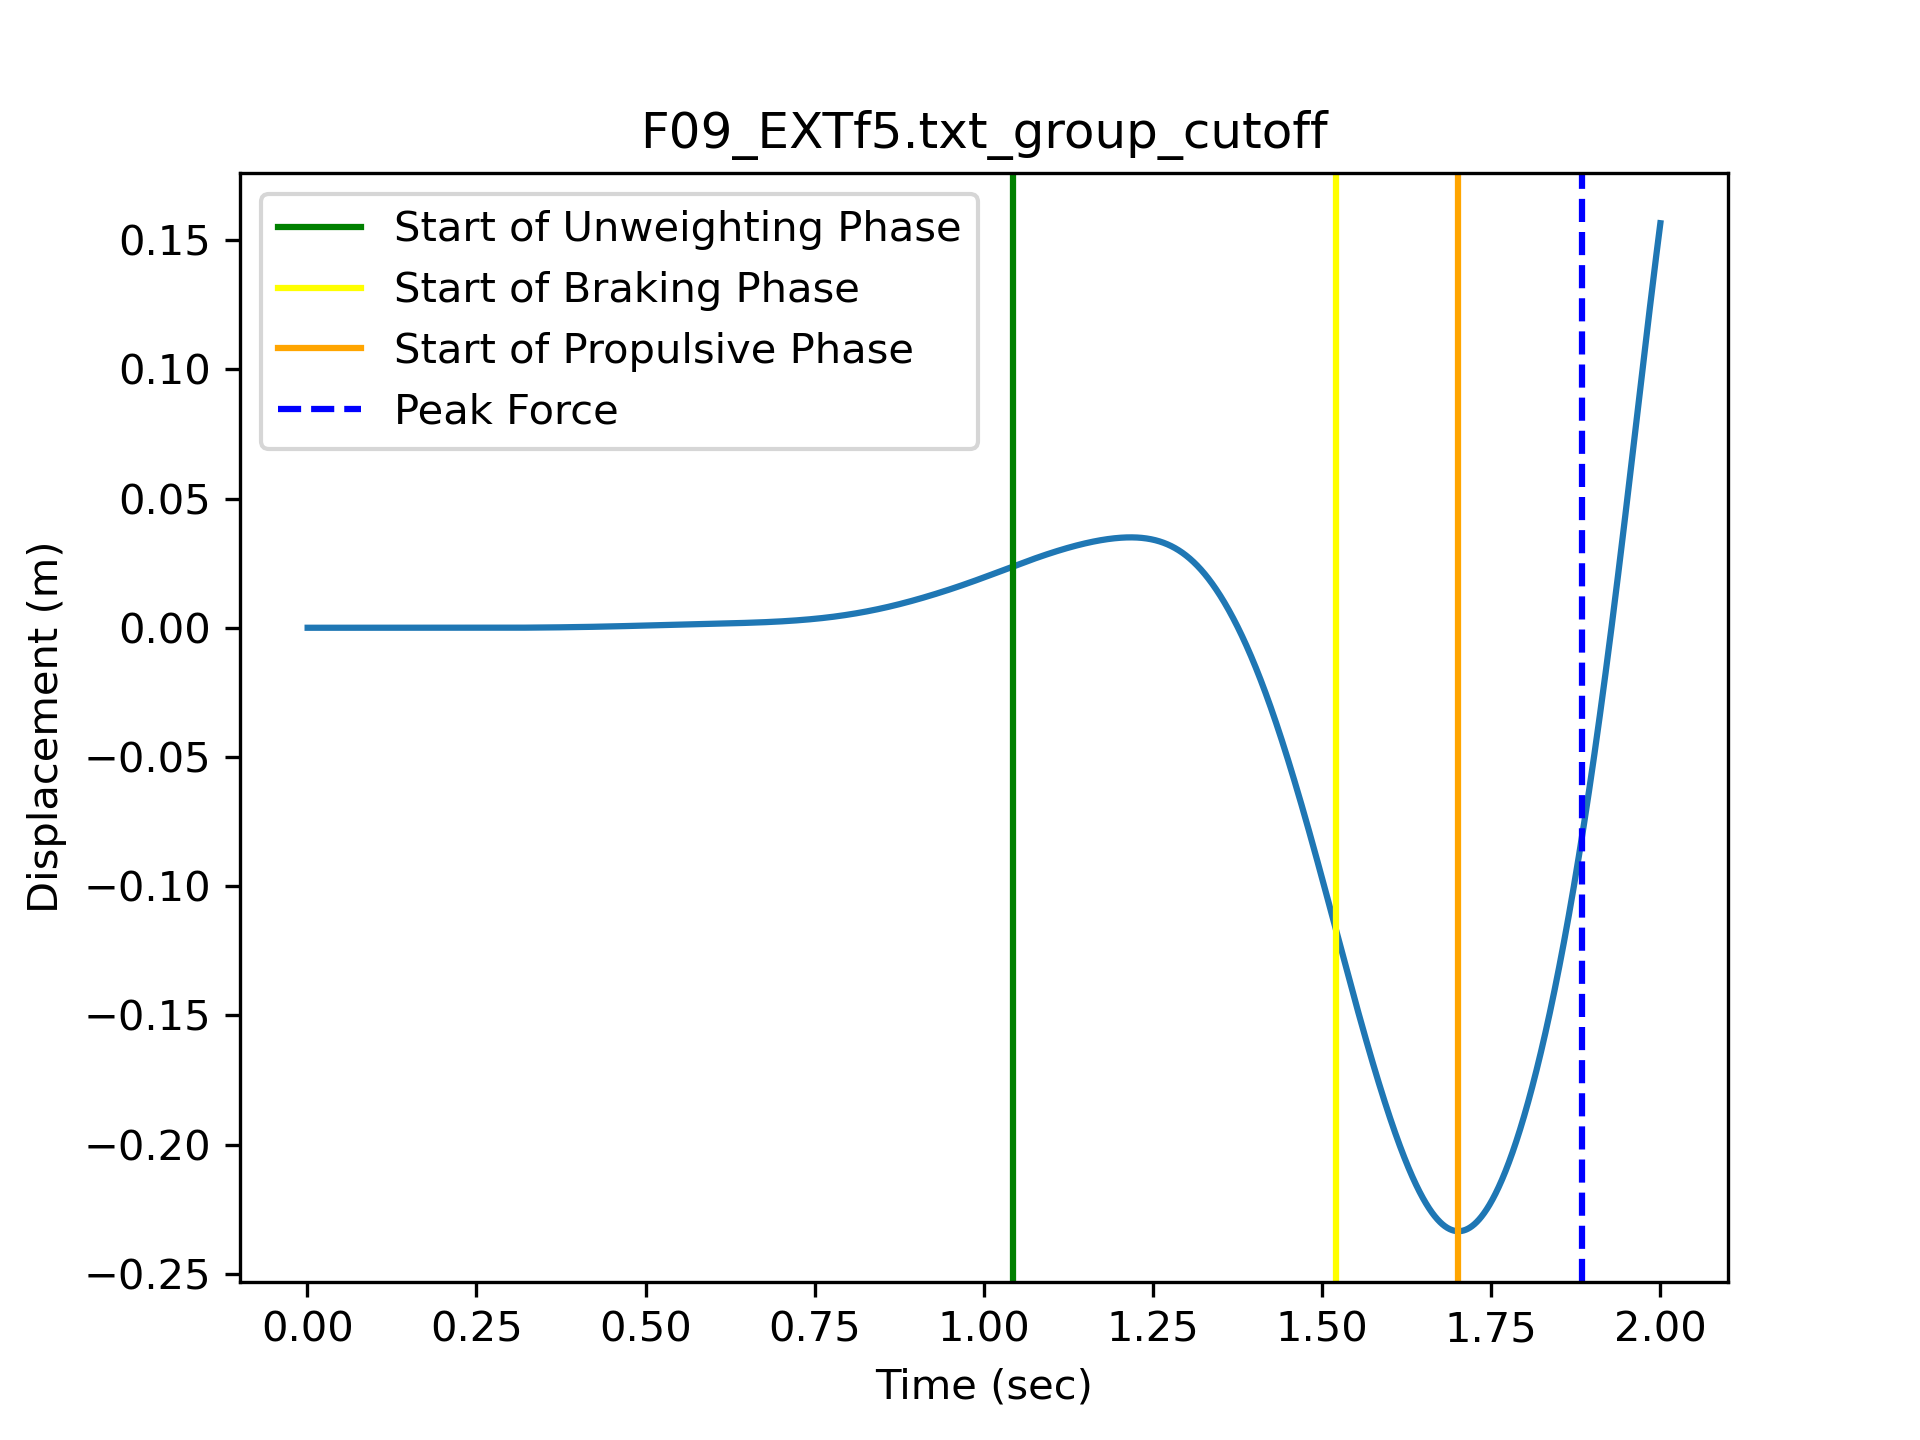 F09_EXTf5.txt_group_cutoff
Start of Unweighting Phase
Start of Braking Phase
Start of Propulsive Phase
Peak Force
Displacement (m)
0.15
0.10
0.05
0.00
−0.05
−0.10
−0.15
−0.20
−0.25
0.00 0.25 0.50 0.75 1.00 1.25 1.50 1.75 2.00
Time (sec)